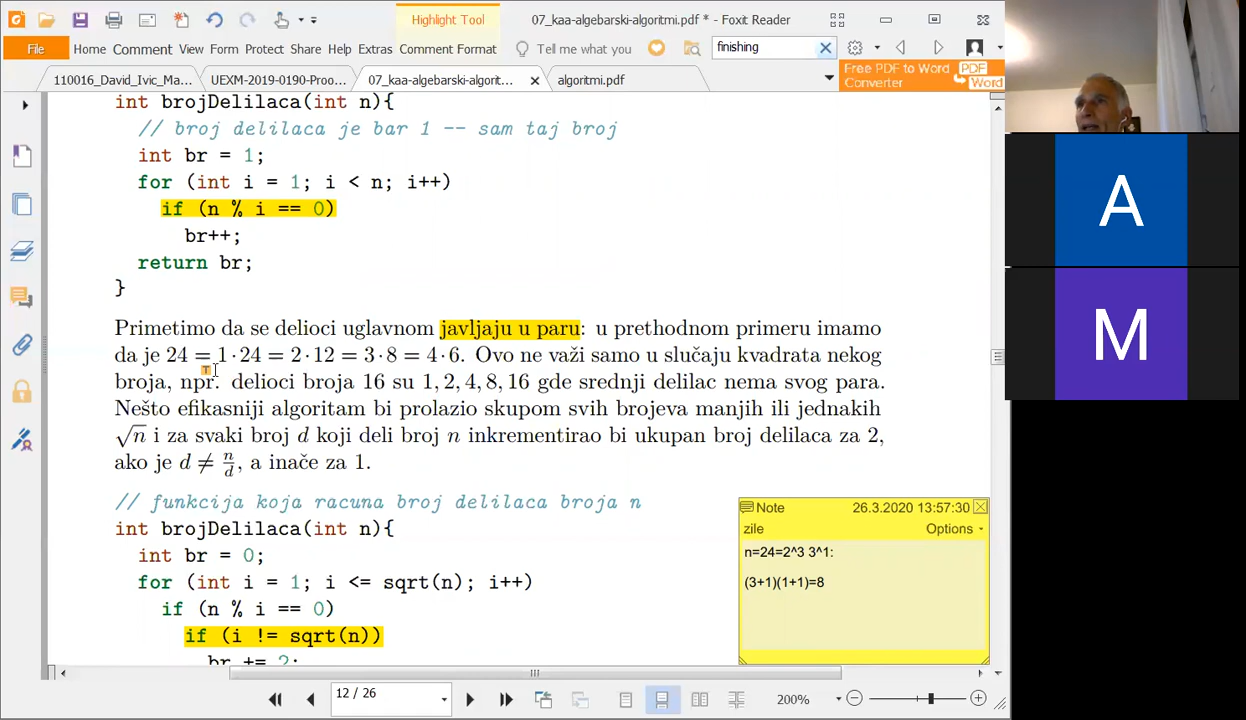 Highlight Tool
07_kaa-algebarski-algoritmi.pdf * - Foxit Reader
File Home Comment View Form Protect Share Help Extras Comment Format Tell me what you finishing
110016_David_Ivic_Ma... UEXM-2019-0190-Proo... 07_kaa-algebarski-algorit... algoritmi.pdf
Free PDF to Word Converter PDF Word
int brojDelilaca(int n){
// broj delilaca je bar 1 -- sam taj broj
int br = 1;
for (int i = 1; i < n; i++)
if (n % i == 0)
br++;
return br;
}
Primetimo da se delioci uglavnom javljaju u paru: u prethodnom primeru imamo
da je 24 = 1 · 24 = 2 · 12 = 3 · 8 = 4 · 6. Ovo ne važi samo u slučaju kvadrata nekog
broja, npr. delioci broja 16 su 1, 2, 4, 8, 16 gde srednji delilac nema svog para.
Nešto efikasniji algoritam bi prolazio skupom svih brojeva manjih ili jednakih
√n i za svaki broj d koji deli broj n inkrementirao bi ukupan broj delilaca za 2,
ako je d ≠ n/d, a inače za 1.
// funkcija koja racuna broj delilaca broja n
int brojDelilaca(int n){
int br = 0;
for (int i = 1; i <= sqrt(n); i++)
if (n % i == 0)
if (i != sqrt(n))
br += 2;
Note 26.3.2020 13:57:30
zile Options
n=24=2^3 3^1:
(3+1)(1+1)=8
12 / 26
200%
A
M